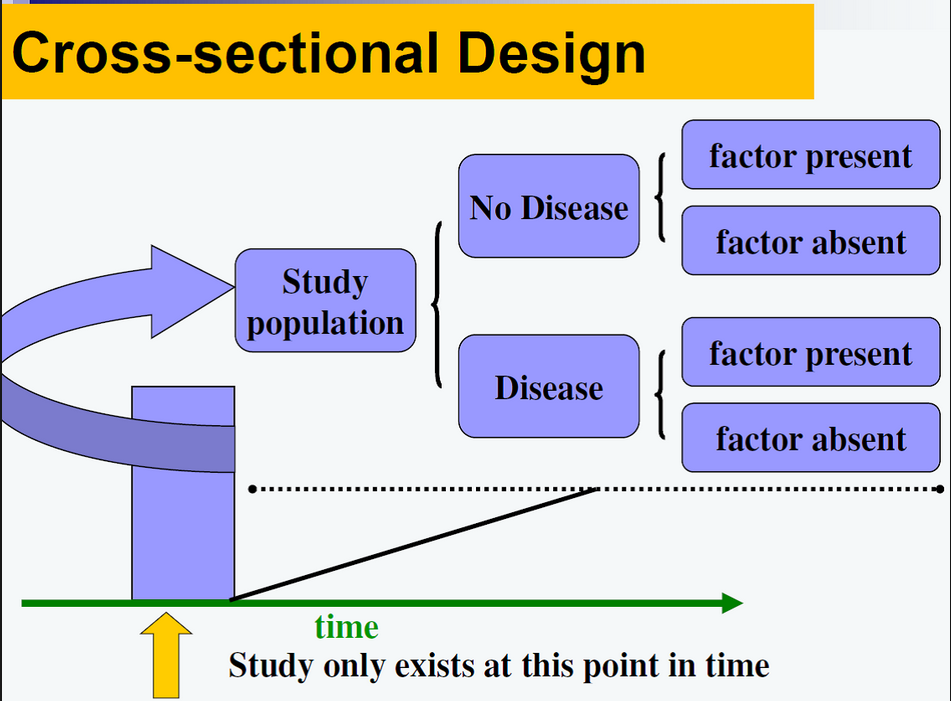 Cross-sectional Design
Study
population
No Disease
factor present
factor absent
Disease
factor present
factor absent
time
Study only exists at this point in time